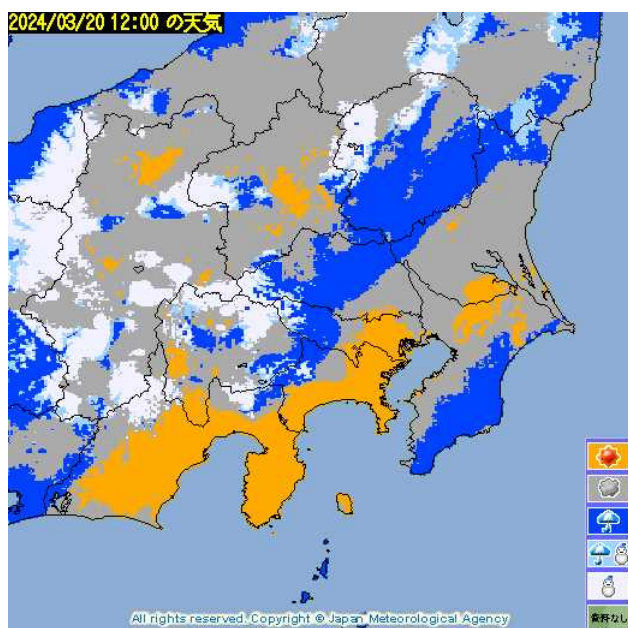 2024/03/20 12:00 の天気
資料なし
All rights reserved. Copyright © Japan Meteorological Agency